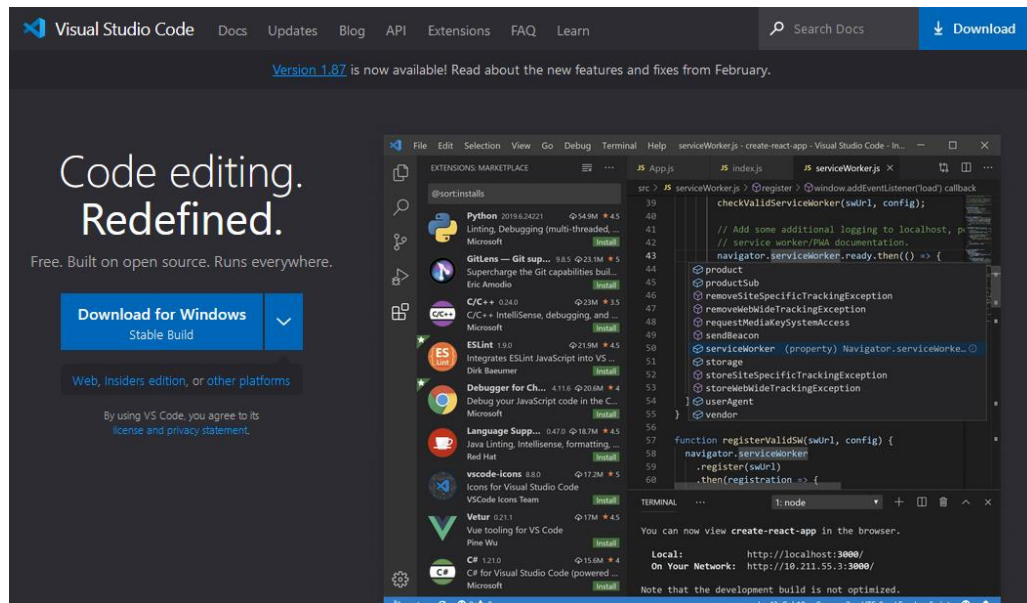 Visual Studio Code Docs Updates Blog API Extensions FAQ Learn Search Docs Download
Version 1.87 is now available! Read about the new features and fixes from February.
Code editing.
Redefined.
Free. Built on open source. Runs everywhere.
Download for Windows
Stable Build
Web, Insiders edition, or other platforms
By using VS Code, you agree to its
license and privacy statement.
File Edit Selection View Go Debug Terminal Help serviceWorker.js - create-react-app - Visual Studio Code - In...
EXTENSIONS: MARKETPLACE
@sort:installs
Python 2019.6.24221 54.9M ★ 4.5
Linting, Debugging (multi-threaded, ...
Microsoft Install
GitLens — Git sup... 9.8.5 23.1M ★ 5
Supercharge the Git capabilities buil...
Eric Amodio Install
C/C++ 0.24.0 23M ★ 3.5
C/C++ IntelliSense, debugging, and ...
Microsoft Install
ESLint 1.9.0 21.9M ★ 4.5
Integrates ESLint JavaScript into VS ...
Dirk Baeumer Install
Debugger for Ch... 4.11.6 20.6M ★ 4
Debug your JavaScript code in the C...
Microsoft Install
Language Supp... 0.47.0 18.7M ★ 4.5
Java Linting, Intellisense, formatting, ...
Red Hat Install
vscode-icons 8.8.0 17.2M ★ 5
Icons for Visual Studio Code
VSCode Icons Team Install
Vetur 0.21.1 17M ★ 4.5
Vue tooling for VS Code
Pine Wu Install
C# 1.21.0 15.6M ★ 4
C# for Visual Studio Code (powered ...
Microsoft Install
JS App.js JS index.js JS serviceWorker.js
src > JS serviceWorker.js > register > window.addEventListener('load') callback
39 checkValidServiceWorker(swUrl, config);
40
41 // Add some additional logging to localhost, p
42 // service worker/PWA documentation.
43 navigator.serviceWorker.ready.then(() => {
44 product
45 productSub
46 removeSiteSpecificTrackingException
47 removeWebWideTrackingException
48 requestMediaKeySystemAccess
49 sendBeacon
50 serviceWorker (property) Navigator.serviceWorke...
51 storage
52 storeSiteSpecificTrackingException
53 storeWebWideTrackingException
54 } userAgent
55 } vendor
56
57 function registerValidSW(swUrl, config) {
58 navigator.serviceWorker
59 .register(swUrl)
60 .then(registration => {
TERMINAL ... 1: node
You can now view create-react-app in the browser.
Local: http://localhost:3000/
On Your Network: http://10.211.55.3:3000/
Note that the development build is not optimized.